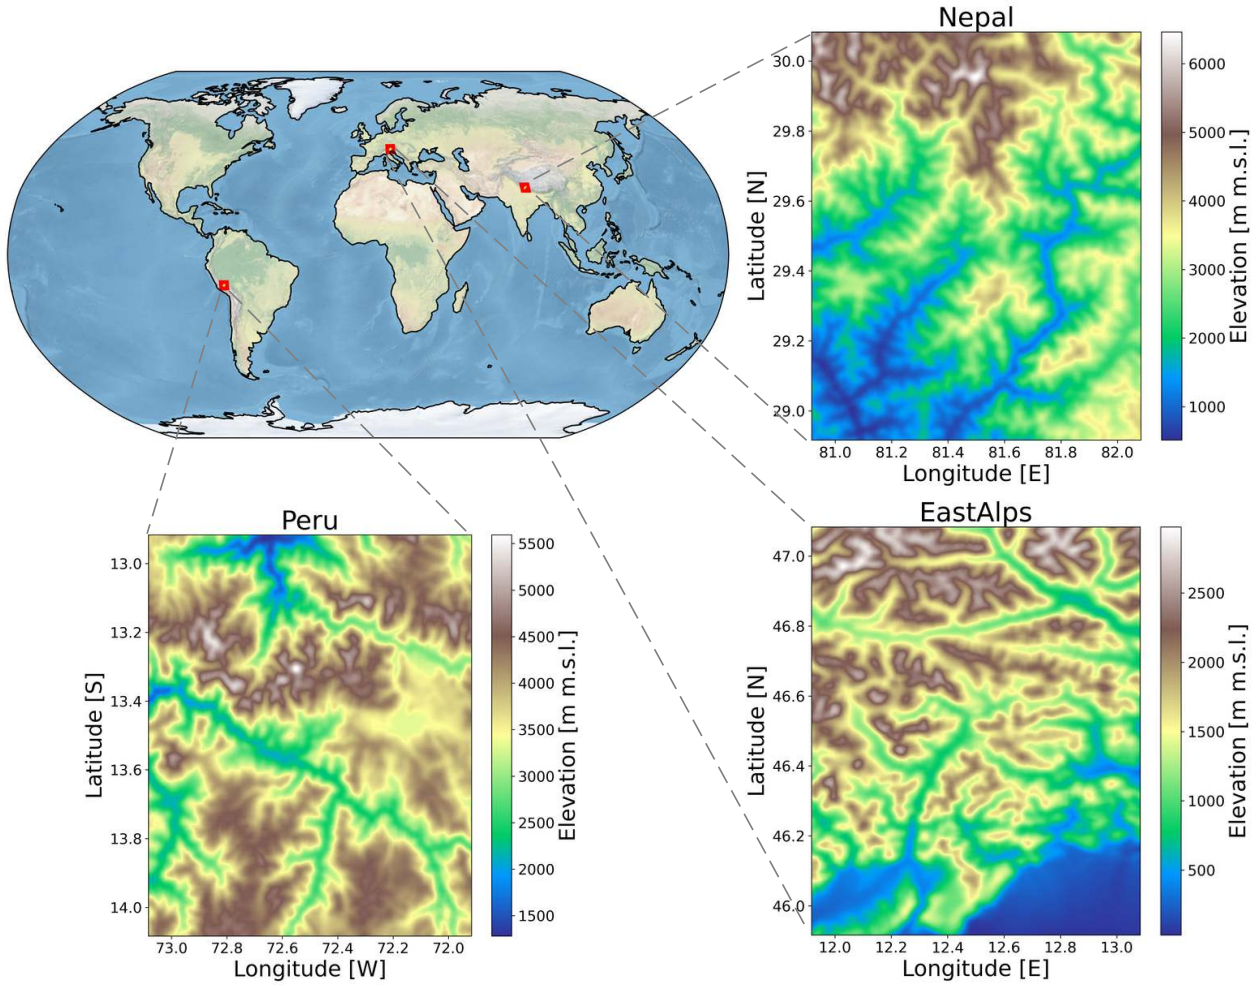 Nepal
30.0
29.8
29.6
29.4
29.2
29.0
Latitude [N]
81.0 81.2 81.4 81.6 81.8 82.0
Longitude [E]
6000
5000
4000
3000
2000
1000
Elevation [m m.s.l.]
Peru
13.0
13.2
13.4
13.6
13.8
14.0
Latitude [S]
73.0 72.8 72.6 72.4 72.2 72.0
Longitude [W]
5500
5000
4500
4000
3500
3000
2500
2000
1500
Elevation [m m.s.l.]
EastAlps
47.0
46.8
46.6
46.4
46.2
46.0
Latitude [N]
12.0 12.2 12.4 12.6 12.8 13.0
Longitude [E]
2500
2000
1500
1000
500
Elevation [m m.s.l.]